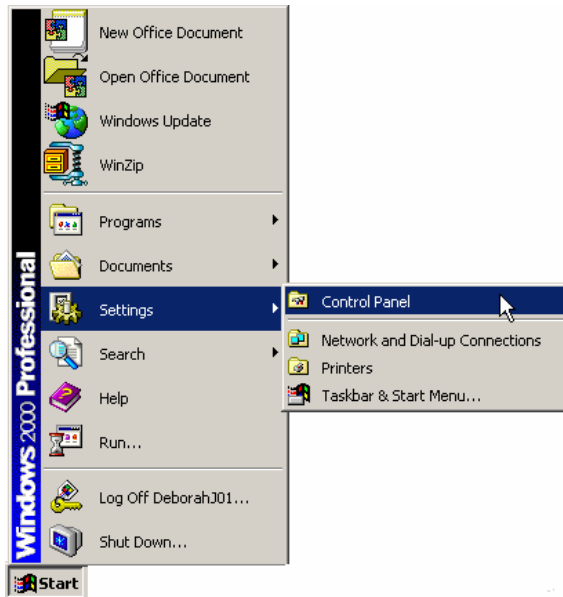 New Office Document
Open Office Document
Windows Update
WinZip
Programs
Documents
Settings
Search
Help
Run...
Log Off DeborahJ01...
Shut Down...
Control Panel
Network and Dial-up Connections
Printers
Taskbar & Start Menu...
Windows 2000 Professional
Start